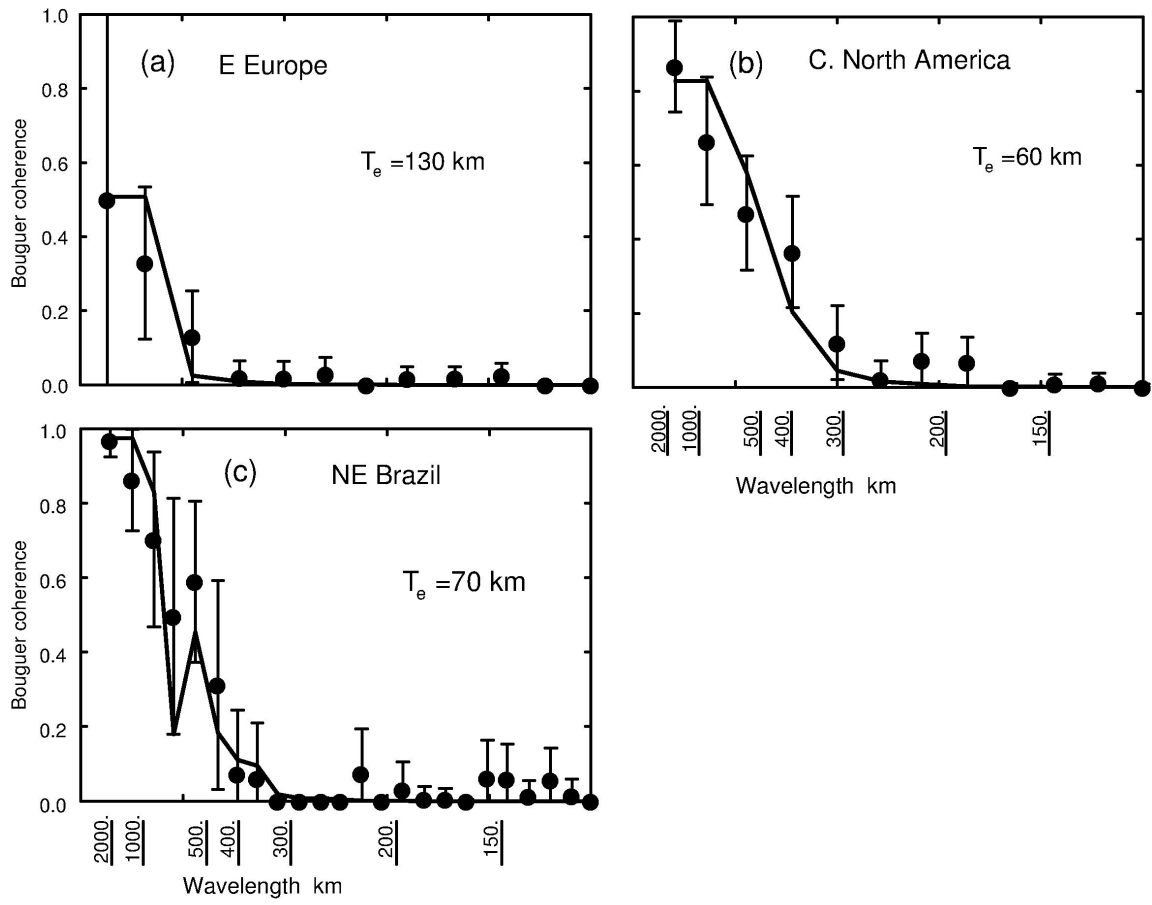 1.0
0.8
0.6
0.4
0.2
0.0
Bouguer coherence
(a) E Europe
Te =130 km
(b) C. North America
Te =60 km
2000. 1000. 500. 400. 300. 200. 150.
Wavelength km
1.0
0.8
0.6
0.4
0.2
0.0
Bouguer coherence
(c) NE Brazil
Te =70 km
2000. 1000. 500. 400. 300. 200. 150.
Wavelength km